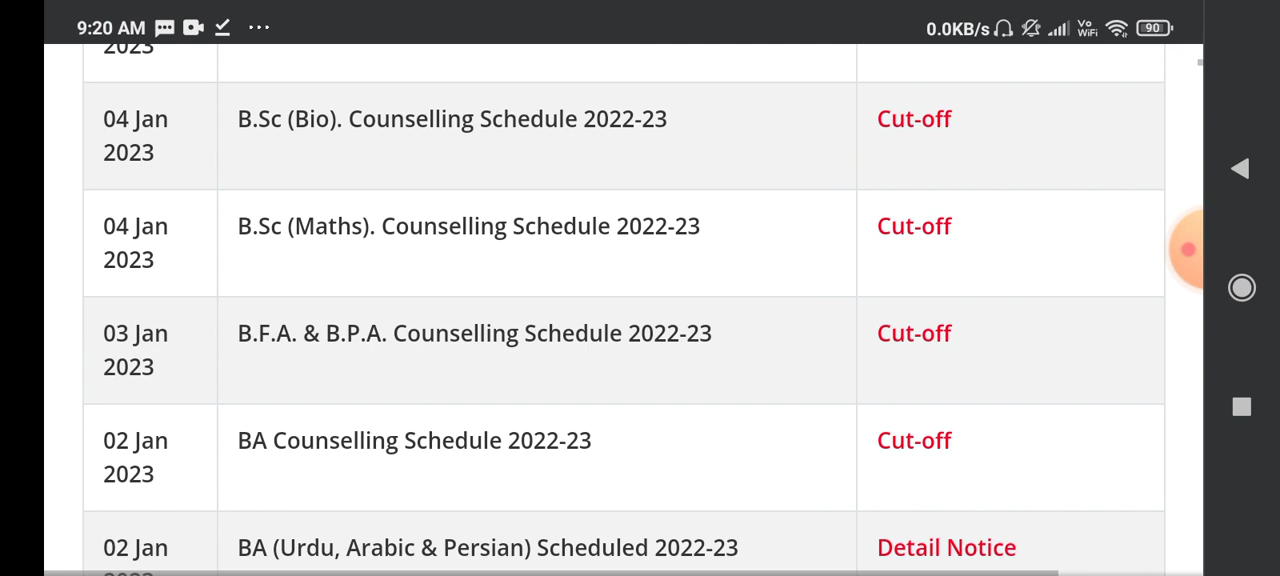 9:20 AM ... 0.0KB/s Vo WiFi 90
2023
04 Jan 2023 B.Sc (Bio). Counselling Schedule 2022-23 Cut-off
04 Jan 2023 B.Sc (Maths). Counselling Schedule 2022-23 Cut-off
03 Jan 2023 B.F.A. & B.P.A. Counselling Schedule 2022-23 Cut-off
02 Jan 2023 BA Counselling Schedule 2022-23 Cut-off
02 Jan 2023 BA (Urdu, Arabic & Persian) Scheduled 2022-23 Detail Notice